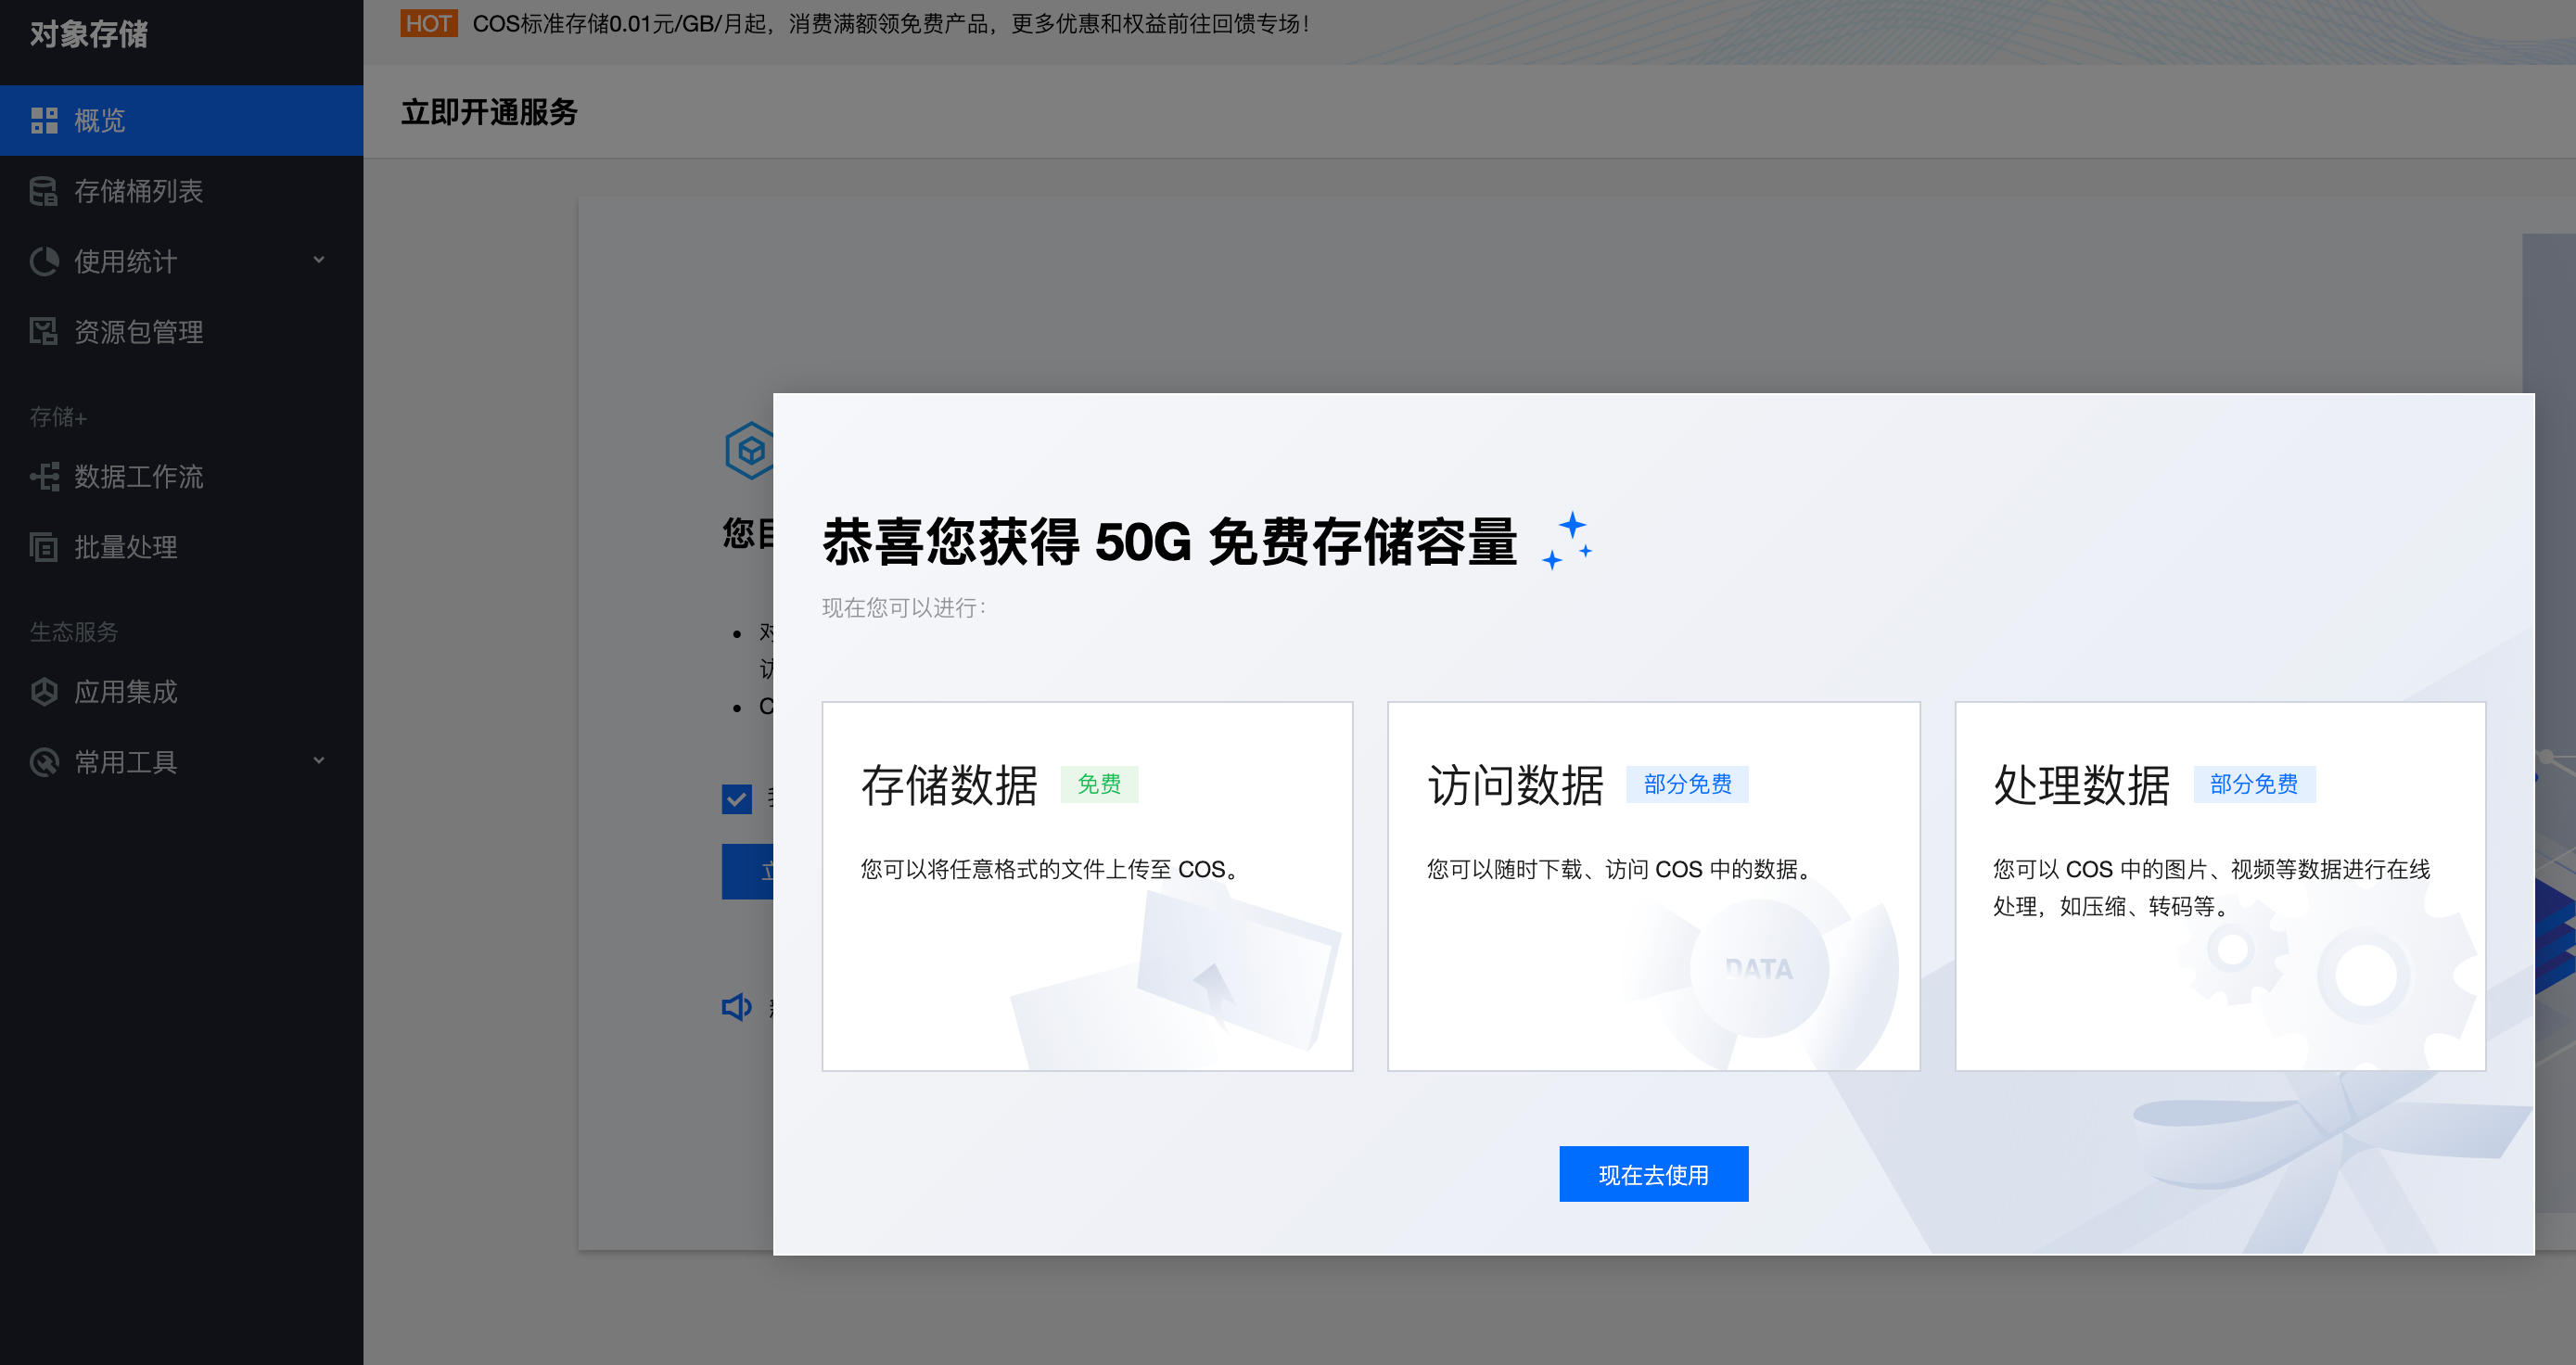 对象存储
概览
存储桶列表
使用统计
资源包管理
存储+
数据工作流
批量处理
生态服务
应用集成
常用工具
HOT COS标准存储0.01元/GB/月起，消费满额领免费产品，更多优惠和权益前往回馈专场！
立即开通服务
恭喜您获得 50G 免费存储容量
现在您可以进行：
存储数据 免费
您可以将任意格式的文件上传至 COS。
访问数据 部分免费
您可以随时下载、访问 COS 中的数据。
DATA
处理数据 部分免费
您可以 COS 中的图片、视频等数据进行在线
处理，如压缩、转码等。
现在去使用
您目
对
访
C
立